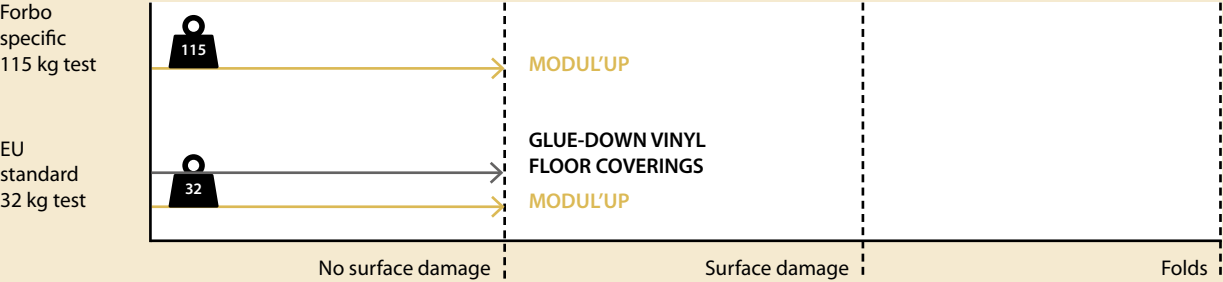 Forbo
specific
115 kg test
115
MODUL’UP
EU
standard
32 kg test
32
GLUE-DOWN VINYL
FLOOR COVERINGS
MODUL’UP
No surface damage
Surface damage
Folds